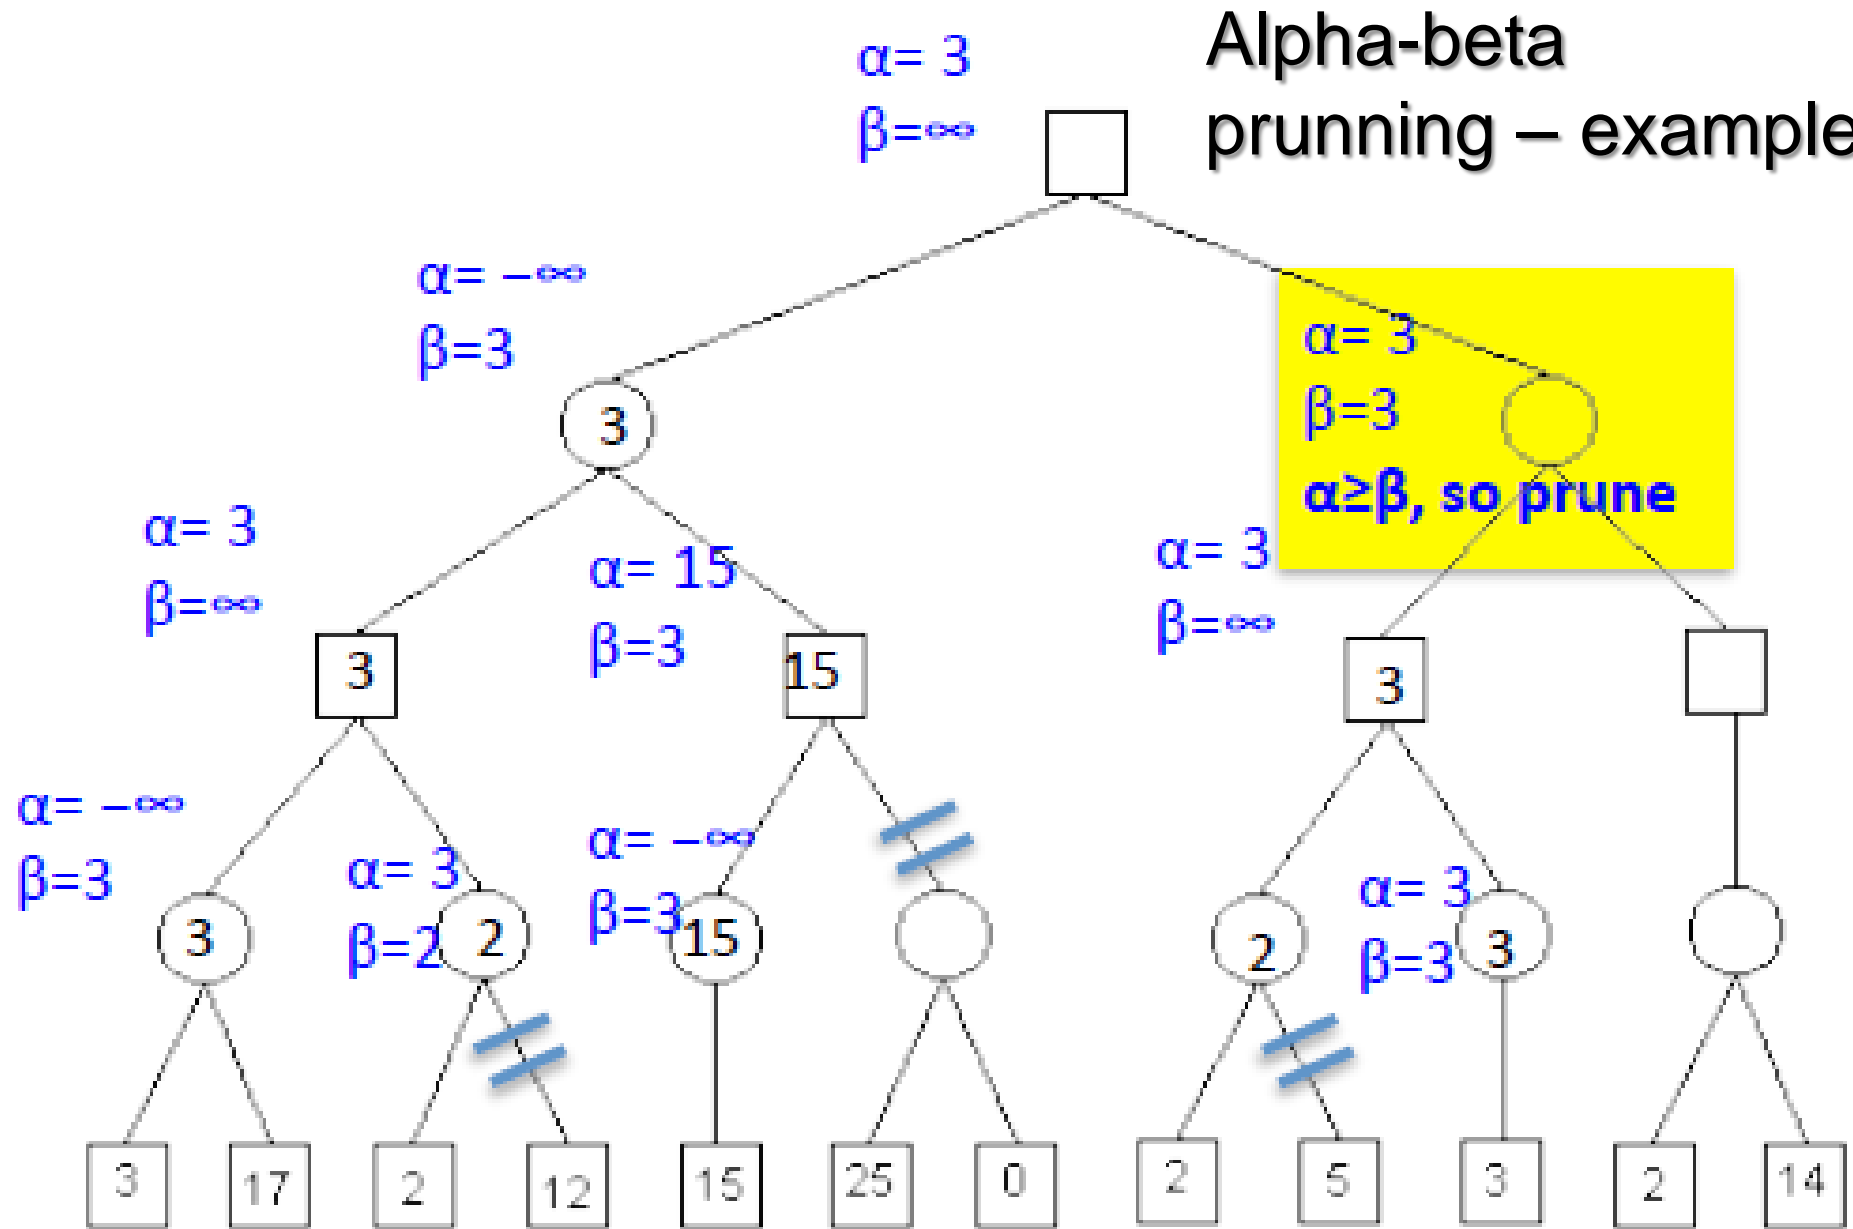 Alpha-beta
prunning – example
α= 3
β=∞
α= −∞
β=3
3
α= 3
β=3
α≥β, so prune
α= 3
β=∞
3
α= 15
β=3
15
α= 3
β=∞
3
α= −∞
β=3
3
α= 3
β=2
2
α= −∞
β=3
15
2
α= 3
β=3
3
3 17 2 12 15 25 0 2 5 3 2 14